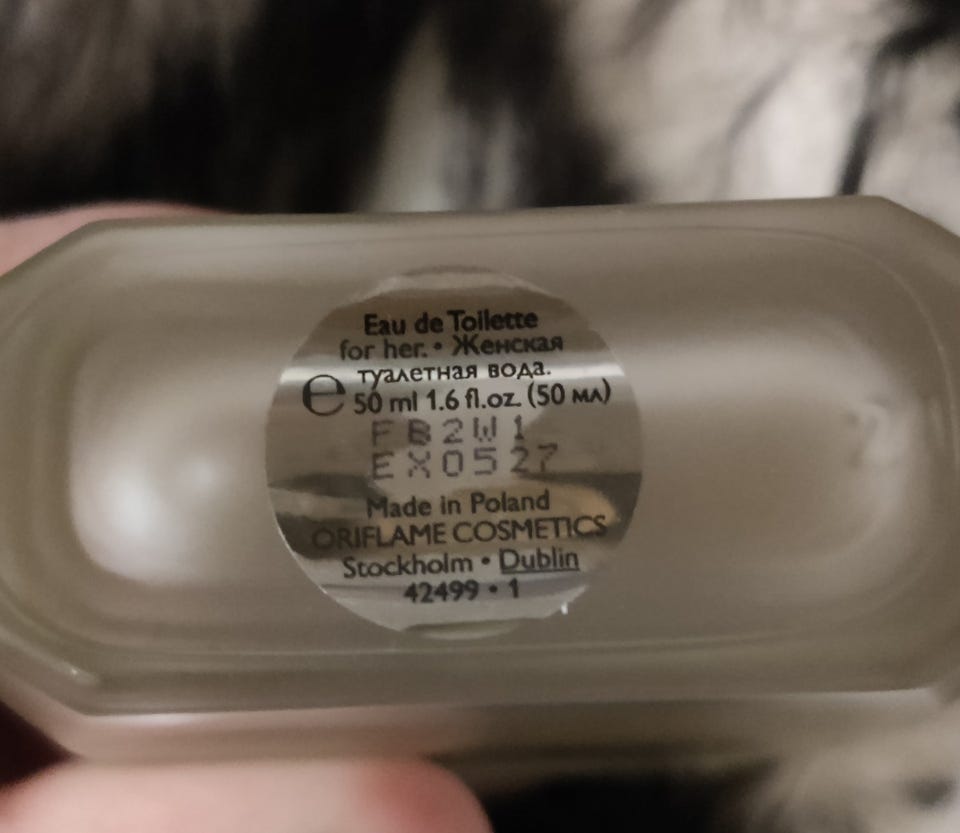 Eau de Toilette
for her. • Женская
туалетная вода.
℮ 50 ml 1.6 fl.oz. (50 мл)
FB2W1
EX0527
Made in Poland
ORIFLAME COSMETICS
Stockholm • Dublin
42499 • 1